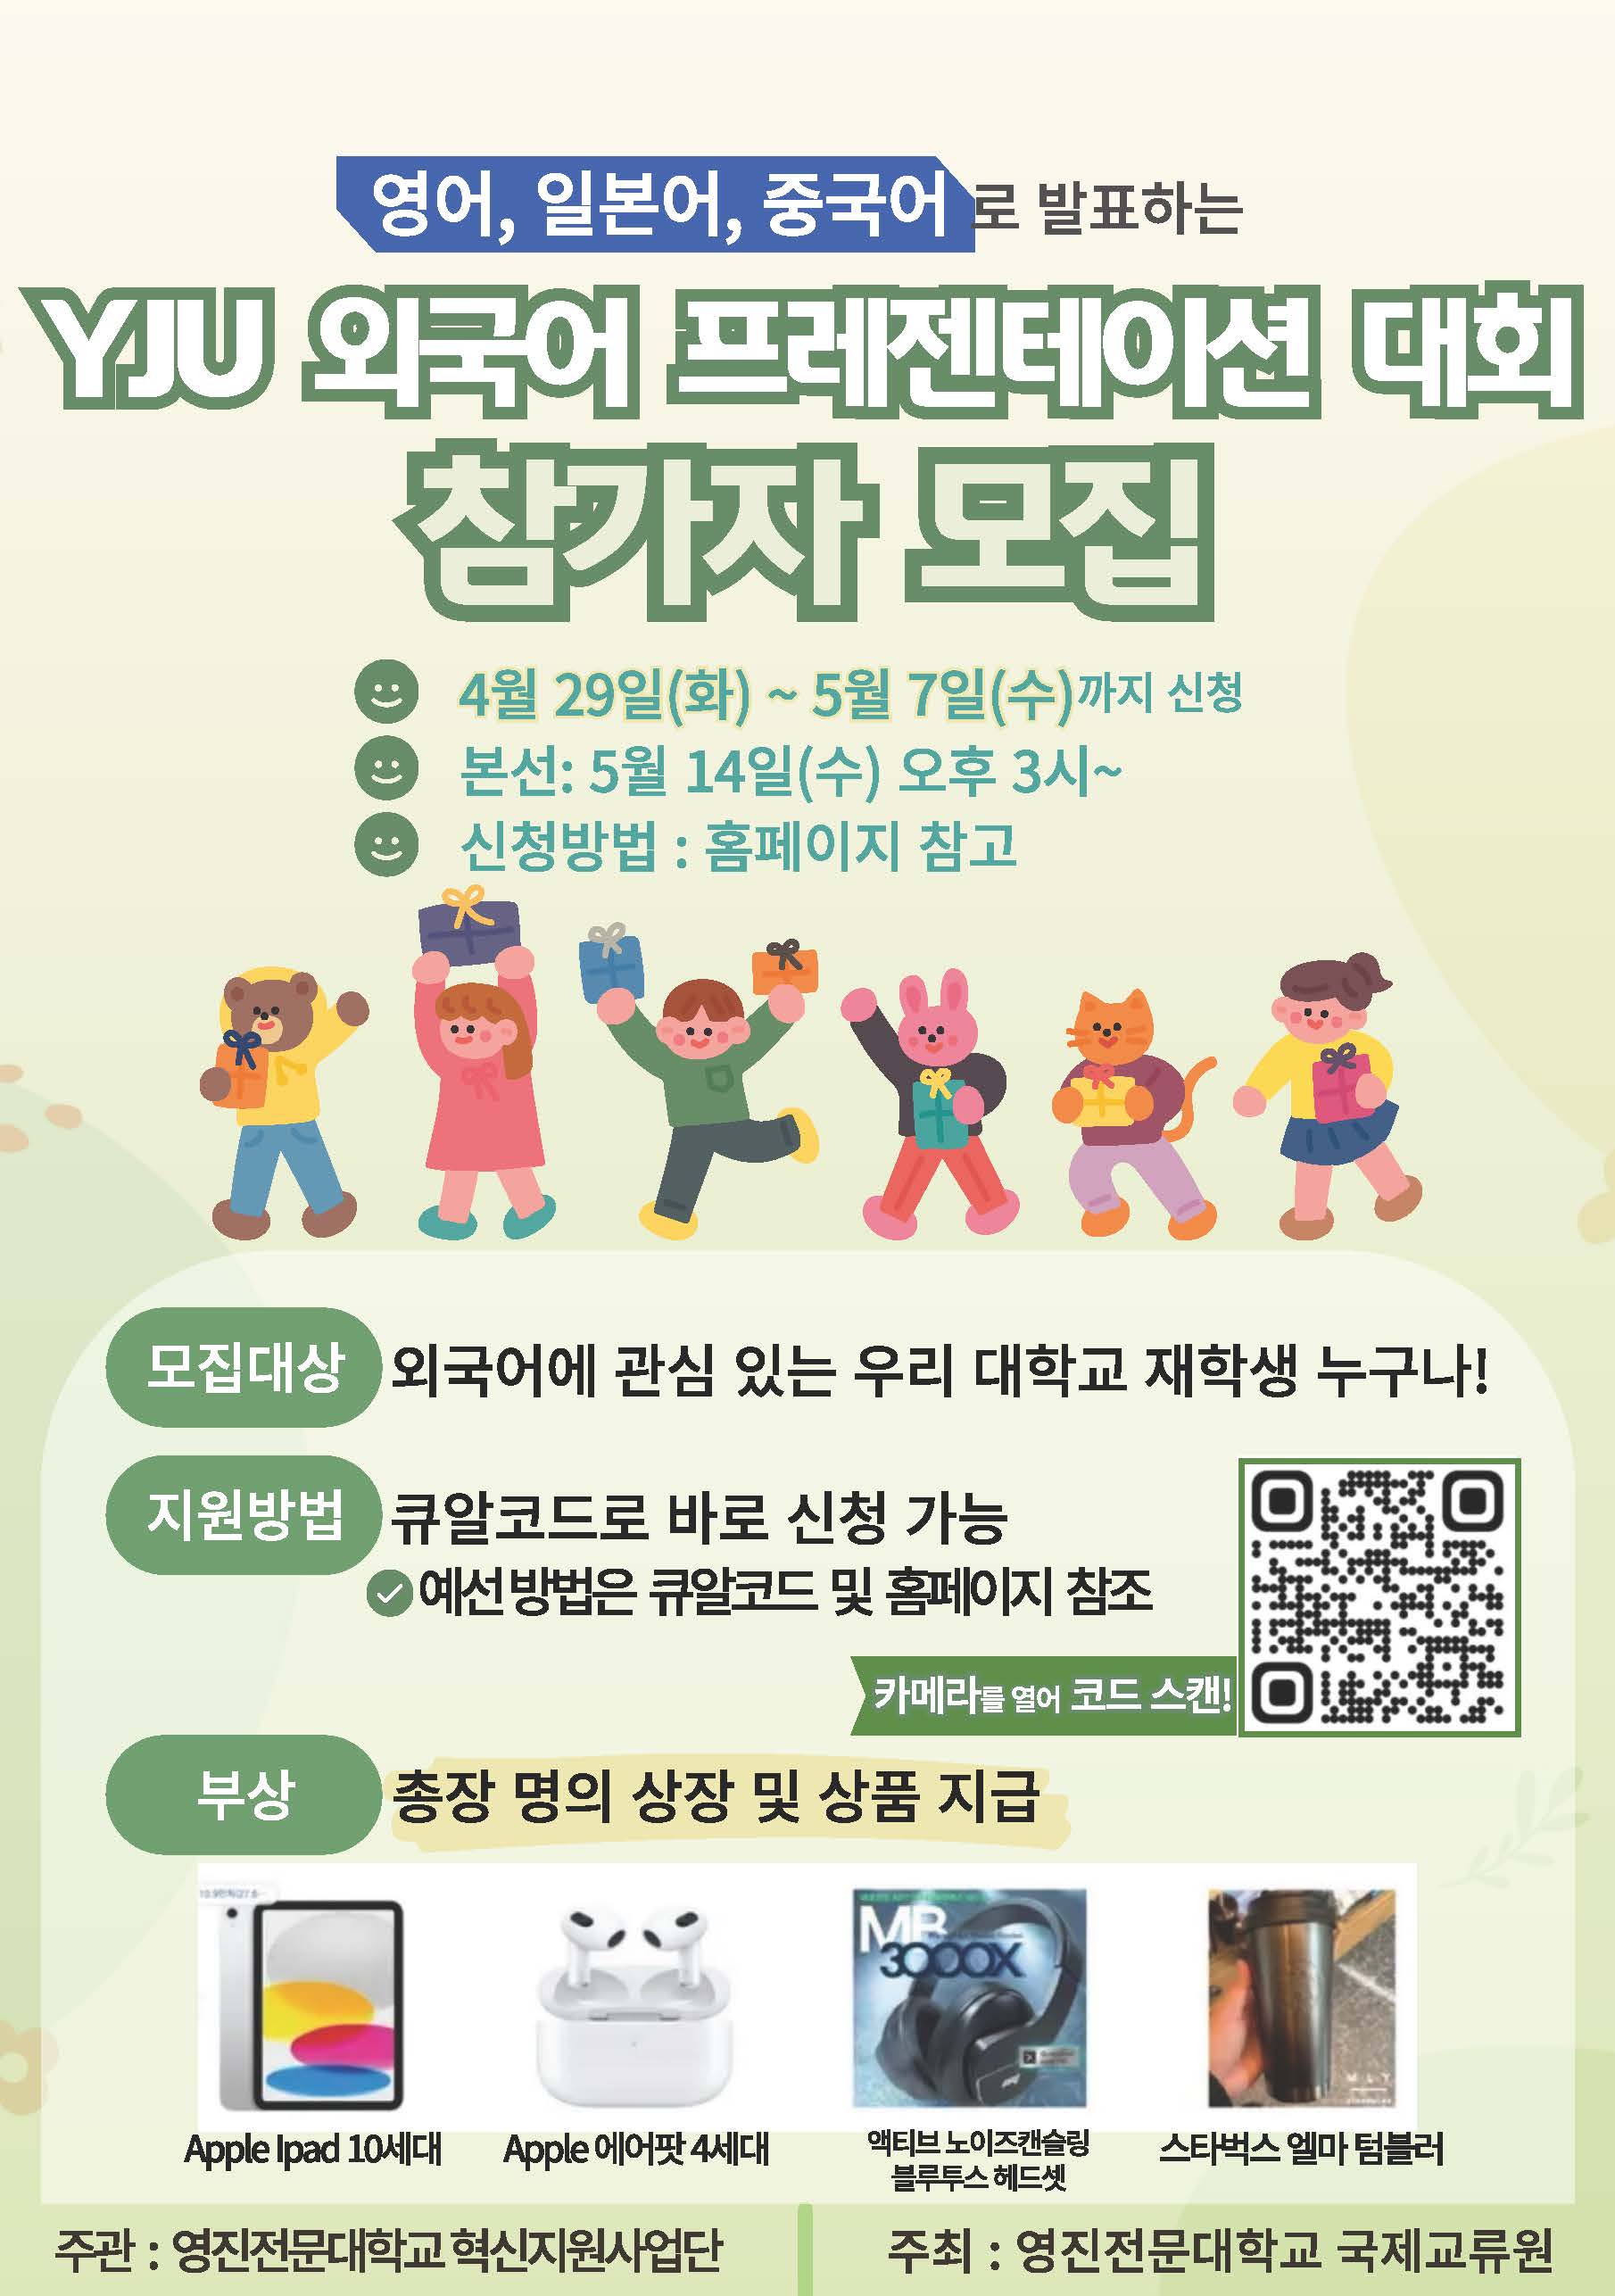 영어, 일본어, 중국어로 발표하는
YJU 외국어 프레젠테이션 대회
참가자 모집
4월 29일(화) ~ 5월 7일(수)까지 신청
본선: 5월 14일(수) 오후 3시~
신청방법 : 홈페이지 참고
모집대상 외국어에 관심 있는 우리 대학교 재학생 누구나!
지원방법 큐알코드로 바로 신청 가능
예선 방법은 큐알코드 및 홈페이지 참조
카메라를 열어 코드 스캔!
부상 총장 명의 상장 및 상품 지급
MB
3000X
Apple Ipad 10세대
Apple 에어팟 4세대
액티브 노이즈캔슬링
블루투스 헤드셋
스타벅스 엘마 텀블러
주관 : 영진전문대학교 혁신지원사업단
주최 : 영진전문대학교 국제교류원